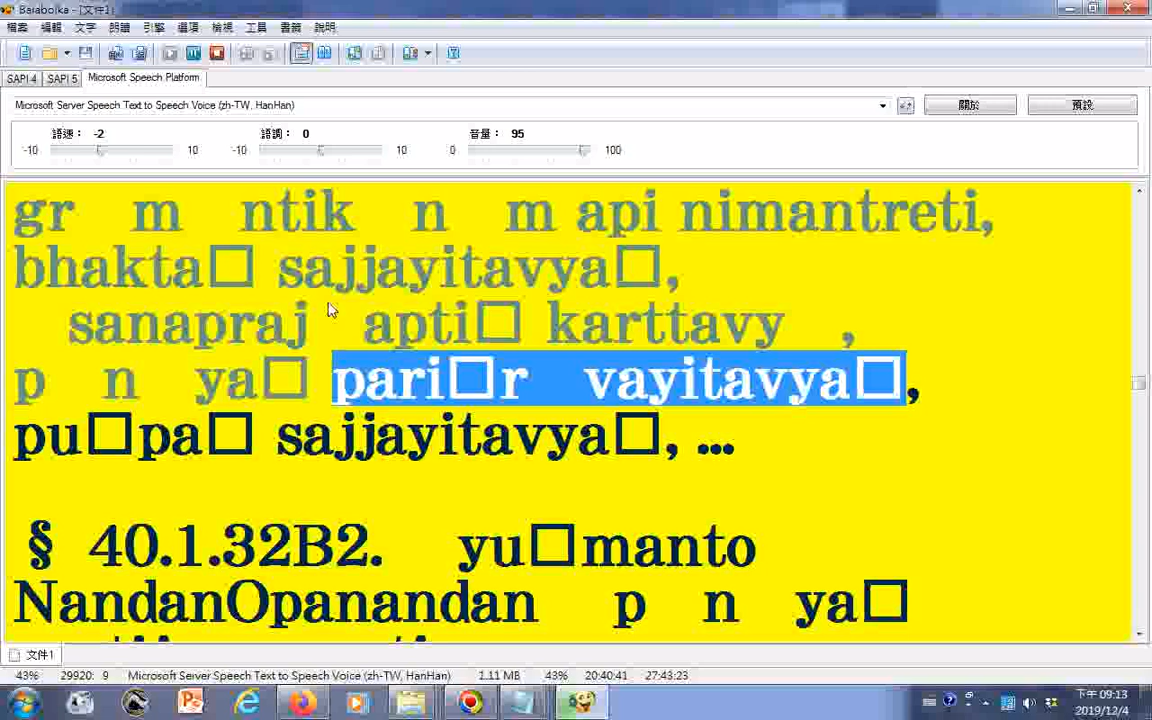 Balabolka - [文件1]
檔案 編輯 文字 朗讀 引擎 選項 檢視 工具 書籤 說明
SAPI 4 SAPI 5 Microsoft Speech Platform
Microsoft Server Speech Text to Speech Voice (zh-TW, HanHan) 關於 預設
語速: -2 語調: 0 音量: 95
-10 10 -10 10 0 100
gr m ntik n m api nimantreti,
bhakta□ sajjayitavya□,
sanapraj apti□ karttavy ,
p n ya□ pari□r vayitavya□,
pu□pa□ sajjayitavya□, ...
§ 40.1.32B2. yu□manto
NandanOpanandan p n ya□
文件1
43% 29920: 9 Microsoft Server Speech Text to Speech Voice (zh-TW, HanHan) 1.11 MB 43% 20:40:41 27:43:23
下午 09:13
2019/12/4